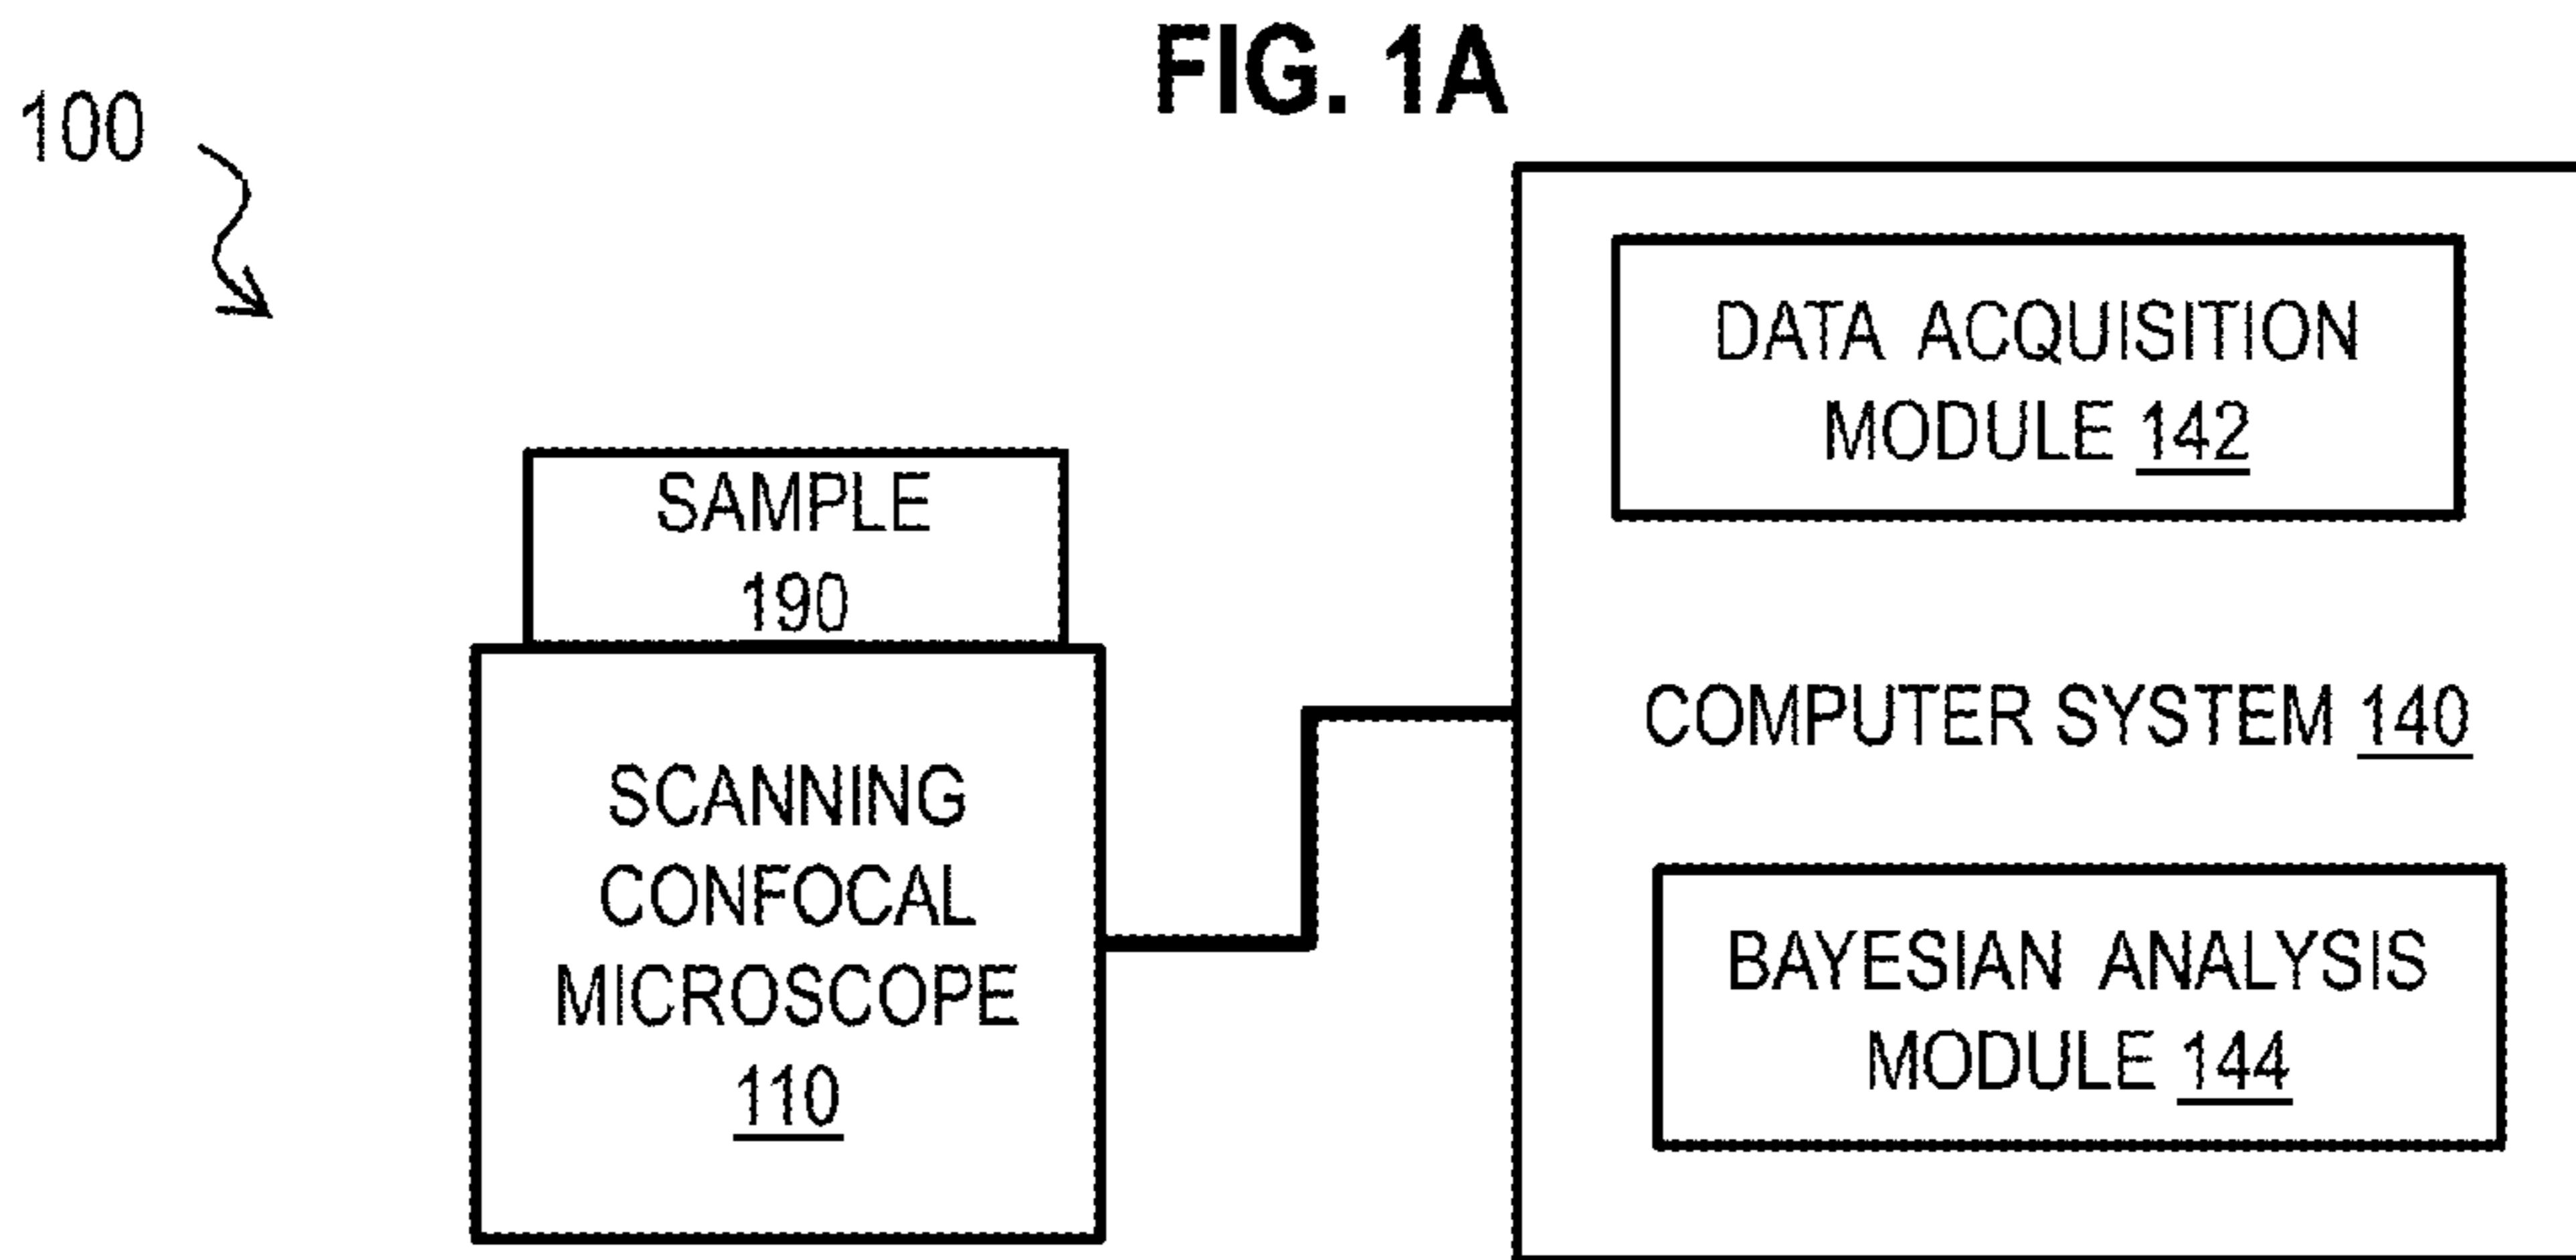 FIG. 1A
100
SAMPLE
190
SCANNING
CONFOCAL
MICROSCOPE
110
DATA ACQUISITION
MODULE 142
COMPUTER SYSTEM 140
BAYESIAN ANALYSIS
MODULE 144